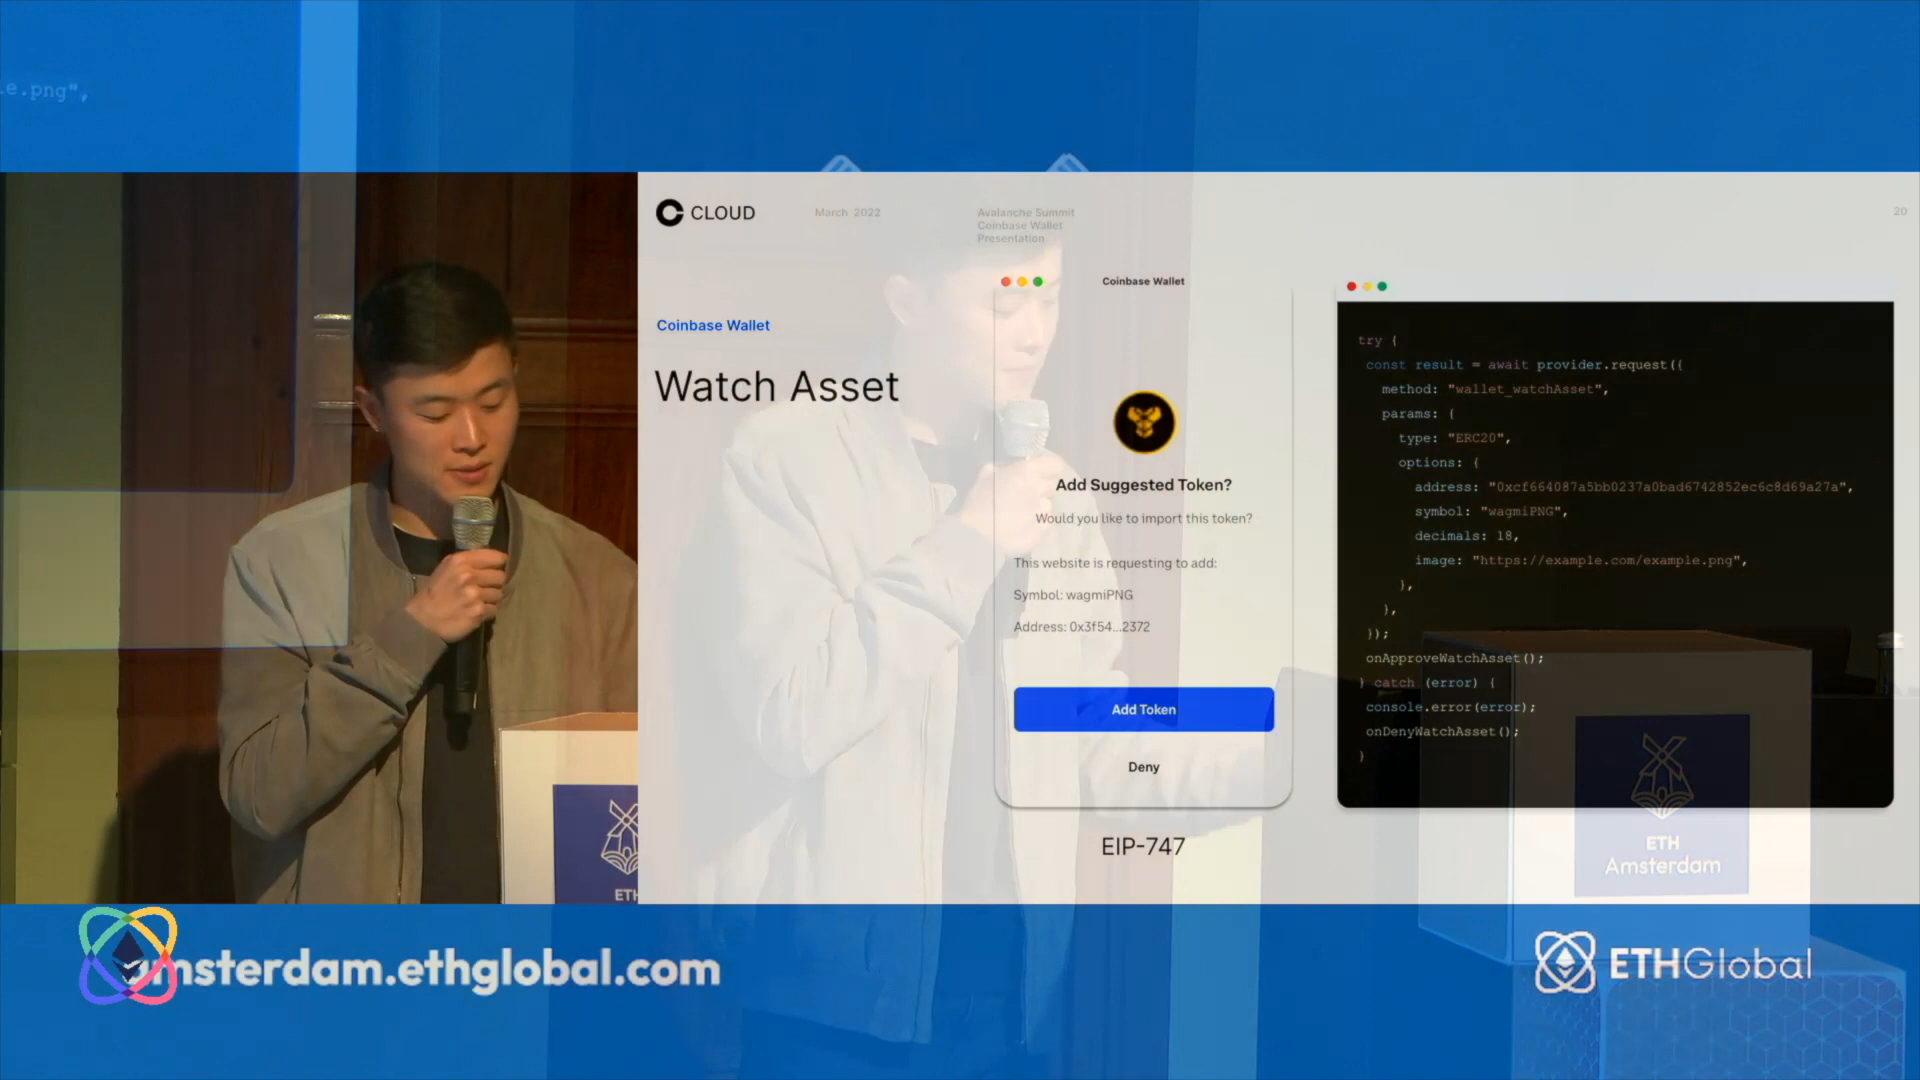 le.png",
CLOUD
March 2022
Avalanche Summit
Coinbase Wallet
Presentation
20
Coinbase Wallet
Watch Asset
Coinbase Wallet
Add Suggested Token?
Would you like to import this token?
This website is requesting to add:
Symbol: wagmiPNG
Address: 0x3f54...2372
Add Token
Deny
EIP-747
try {
const result = await provider.request({
method: "wallet_watchAsset",
params: {
type: "ERC20",
options: {
address: "0xcf664087a5bb0237a0bad6742852ec6c8d69a27a",
symbol: "wagmiPNG",
decimals: 18,
image: "https://example.com/example.png",
},
},
});
onApproveWatchAsset();
} catch (error) {
console.error(error);
onDenyWatchAsset();
}
ETH
Amsterdam
ETH
amsterdam.ethglobal.com
ETHGlobal